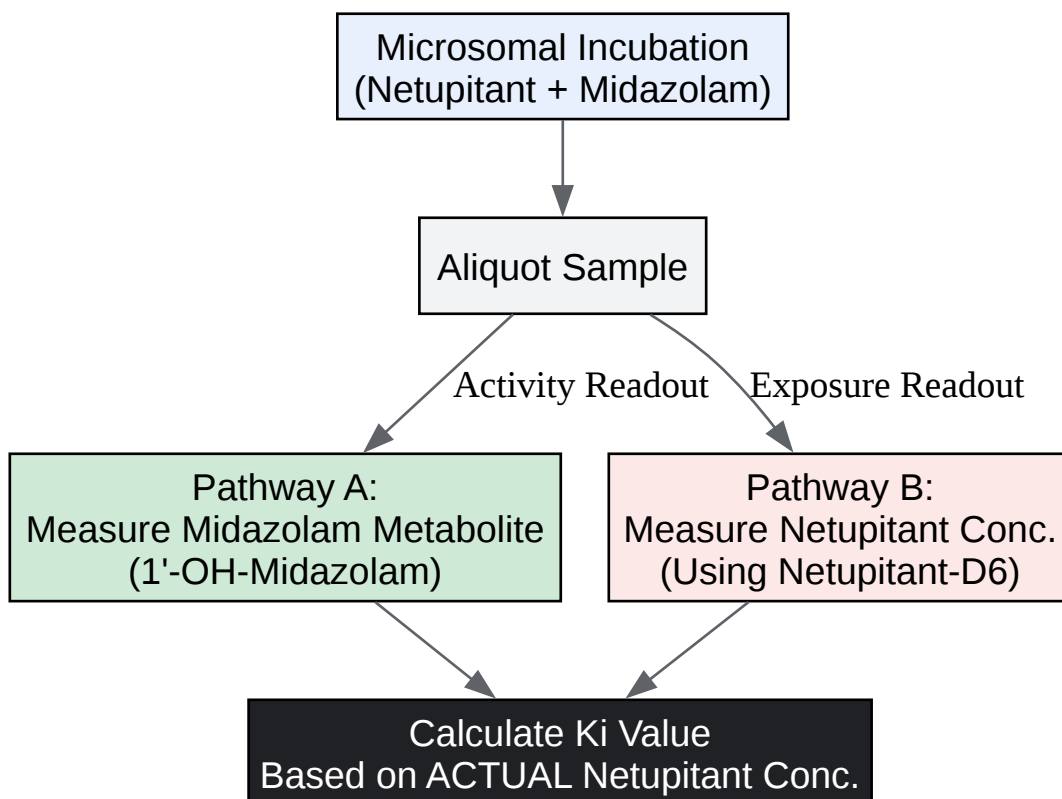 Microsomal Incubation
(Netupitant + Midazolam)
Aliquot Sample
Activity Readout
Exposure Readout
Pathway A:
Measure Midazolam Metabolite
(1'-OH-Midazolam)
Pathway B:
Measure Netupitant Conc.
(Using Netupitant-D6)
Calculate Ki Value
Based on ACTUAL Netupitant Conc.